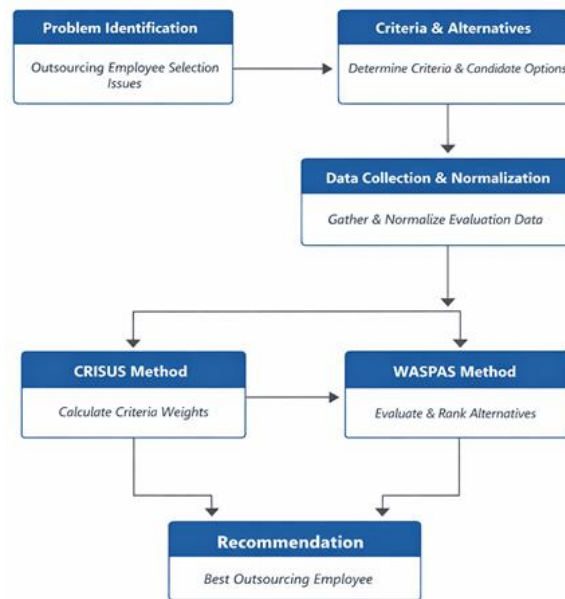 Problem Identification
Outsourcing Employee Selection
Issues
Criteria & Alternatives
Determine Criteria & Candidate Options
Data Collection & Normalization
Gather & Normalize Evaluation Data
CRISUS Method
Calculate Criteria Weights
WASPAS Method
Evaluate & Rank Alternatives
Recommendation
Best Outsourcing Employee